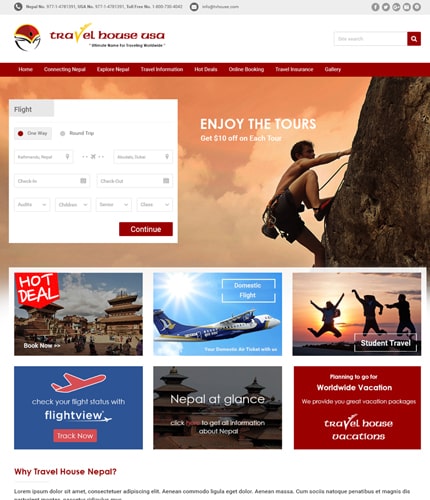 Nepal No. 977-1-4781391, USA No. 977-1-4781391, Toll Free No. 1-800-730-4042 info@nhouse.com
travel house usa
" Ultimate Name for Traveling Worldwide "
Site search
Home Connecting Nepal Explore Nepal Travel Information Hot Deals Online Booking Travel Insurance Gallery
Flight
One Way Round Trip
Kathmandu, Nepal Sharjah, Dubai
Check-In Check-Out
Audits Children Senior Class
Continue
ENJOY THE TOURS
Get $10 off on Each Tour
HOT
DEAL
Book Now >>
Domestic
Flight
Your Domestic Air Ticket with us
Student Travel
check your flight status with
flightview
Track Now
Nepal at glance
click here to get all information
about Nepal
Planning to go for
Worldwide Vacation
We provide you great vacation packages
travel house
vacations
Why Travel House Nepal?
Lorem ipsum dolor sit amet, consectetuer adipiscing elit. Aenean commodo ligula eget dolor. Aenean massa. Cum sociis natoque penatibus et magnis dis